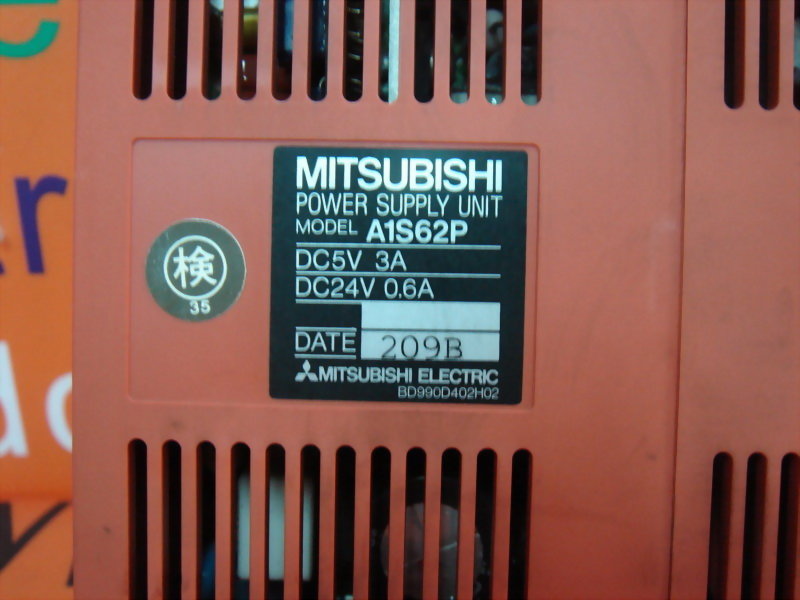 MITSUBISHI
POWER SUPPLY UNIT
MODEL A1S62P
DC5V 3A
DC24V 0.6A
DATE 209B
MITSUBISHI ELECTRIC
BD990D402H02
検
35